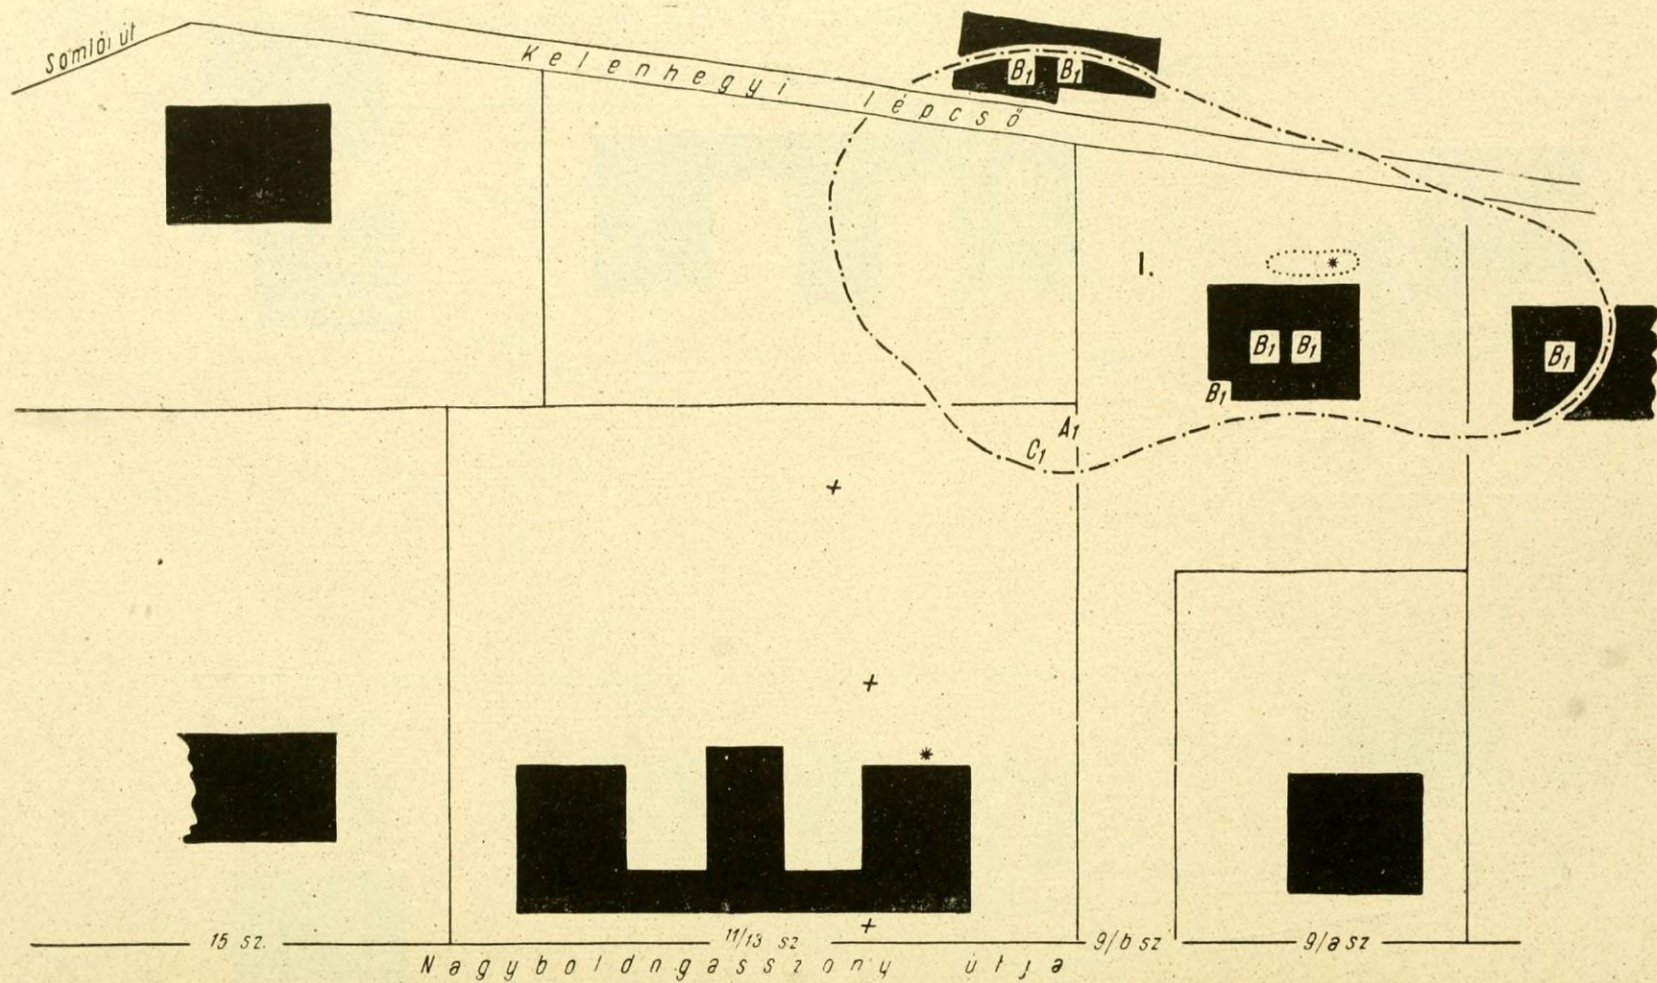 Somlói út
Kelenhegyi lépcső
B1 B1
I.
B1 B1
B1
B1
A1
C1
15 sz.
11/13 sz
9/b sz
9/a sz
Nagyboldngasszony útja